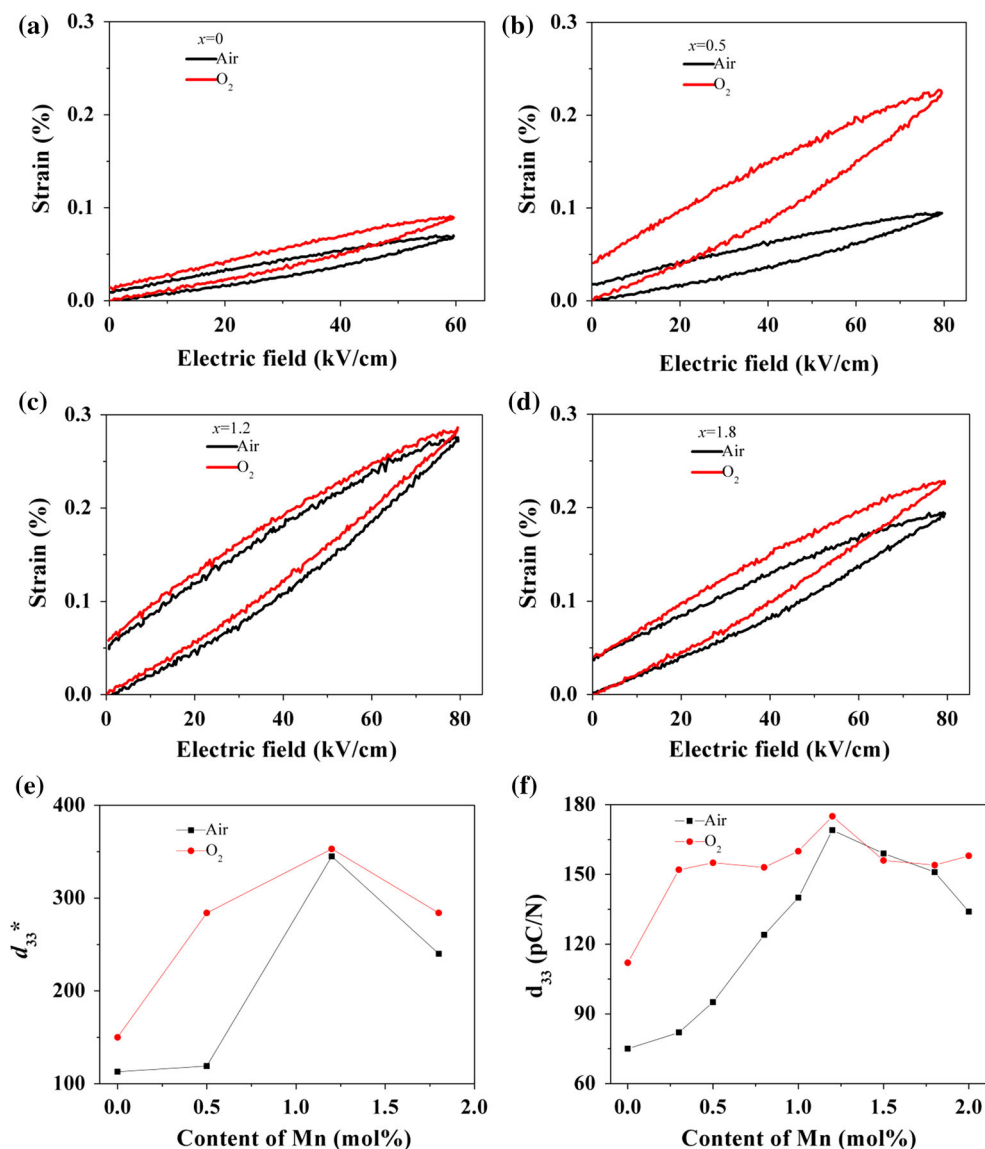 (a)
x=0
Air
O2
0.3
0.2
0.1
0.0
Strain (%)
0 20 40 60
Electric field (kV/cm)
(b)
x=0.5
Air
O2
0.3
0.2
0.1
0.0
Strain (%)
0 20 40 60 80
Electric field (kV/cm)
(c)
x=1.2
Air
O2
0.3
0.2
0.1
0.0
Strain (%)
0 20 40 60 80
Electric field (kV/cm)
(d)
x=1.8
Air
O2
0.3
0.2
0.1
0.0
Strain (%)
0 20 40 60 80
Electric field (kV/cm)
(e)
Air
O2
400
300
200
100
d33*
0.0 0.5 1.0 1.5 2.0
Content of Mn (mol%)
(f)
Air
O2
180
150
120
90
60
d33 (pC/N)
0.0 0.5 1.0 1.5 2.0
Content of Mn (mol%)